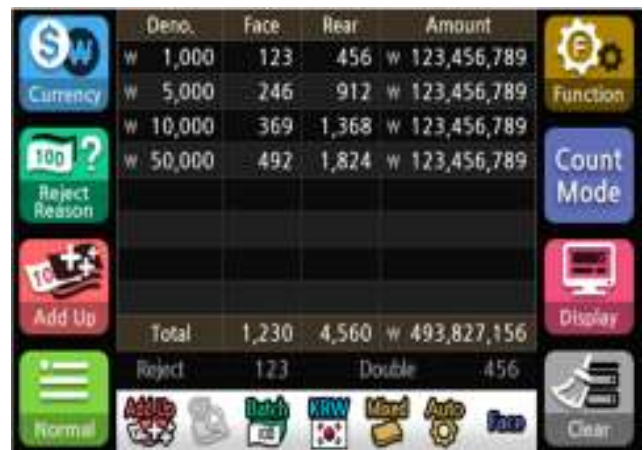 Deno. Face Rear Amount
₩ 1,000 123 456 ₩ 123,456,789
₩ 5,000 246 912 ₩ 123,456,789
₩ 10,000 369 1,368 ₩ 123,456,789
₩ 50,000 492 1,824 ₩ 123,456,789
Total 1,230 4,560 ₩ 493,827,156
Reject 123 Double 456
$ W
Currency
100 ?
Reject
Reason
10
Add Up
Normal
F
Function
Count
Mode
Display
Clear
AddUp Batch KRW Mixed Auto Face